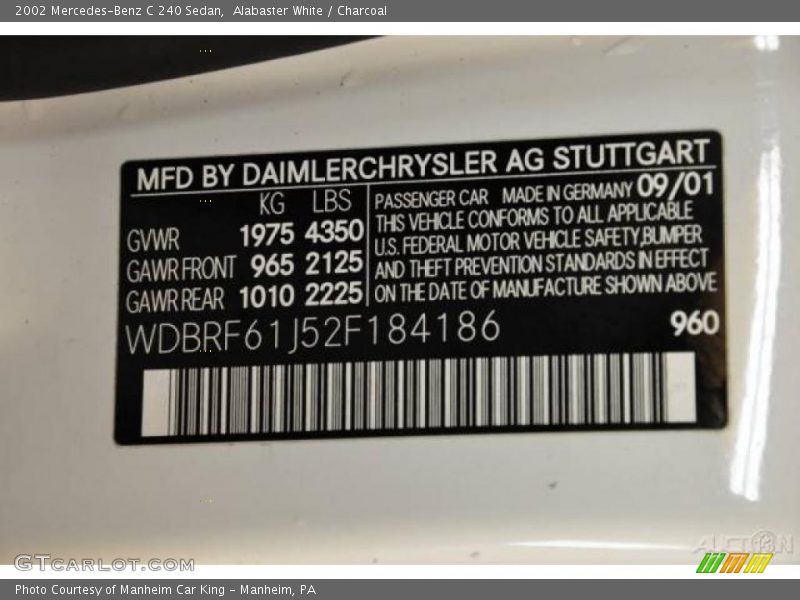 2002 Mercedes-Benz C 240 Sedan,  Alabaster White / Charcoal
MFD BY DAIMLERCHRYSLER AG STUTTGART
KG LBS
GVWR 1975 4350
GAWR FRONT 965 2125
GAWR REAR 1010 2225
PASSENGER CAR MADE IN GERMANY 09/01
THIS VEHICLE CONFORMS TO ALL APPLICABLE
U.S. FEDERAL MOTOR VEHICLE SAFETY,BUMPER
AND THEFT PREVENTION STANDARDS IN EFFECT
ON THE DATE OF MANUFACTURE SHOWN ABOVE
WDBRF61J52F184186 960
GTCARLOT.COM
Photo Courtesy of Manheim Car King - Manheim, PA